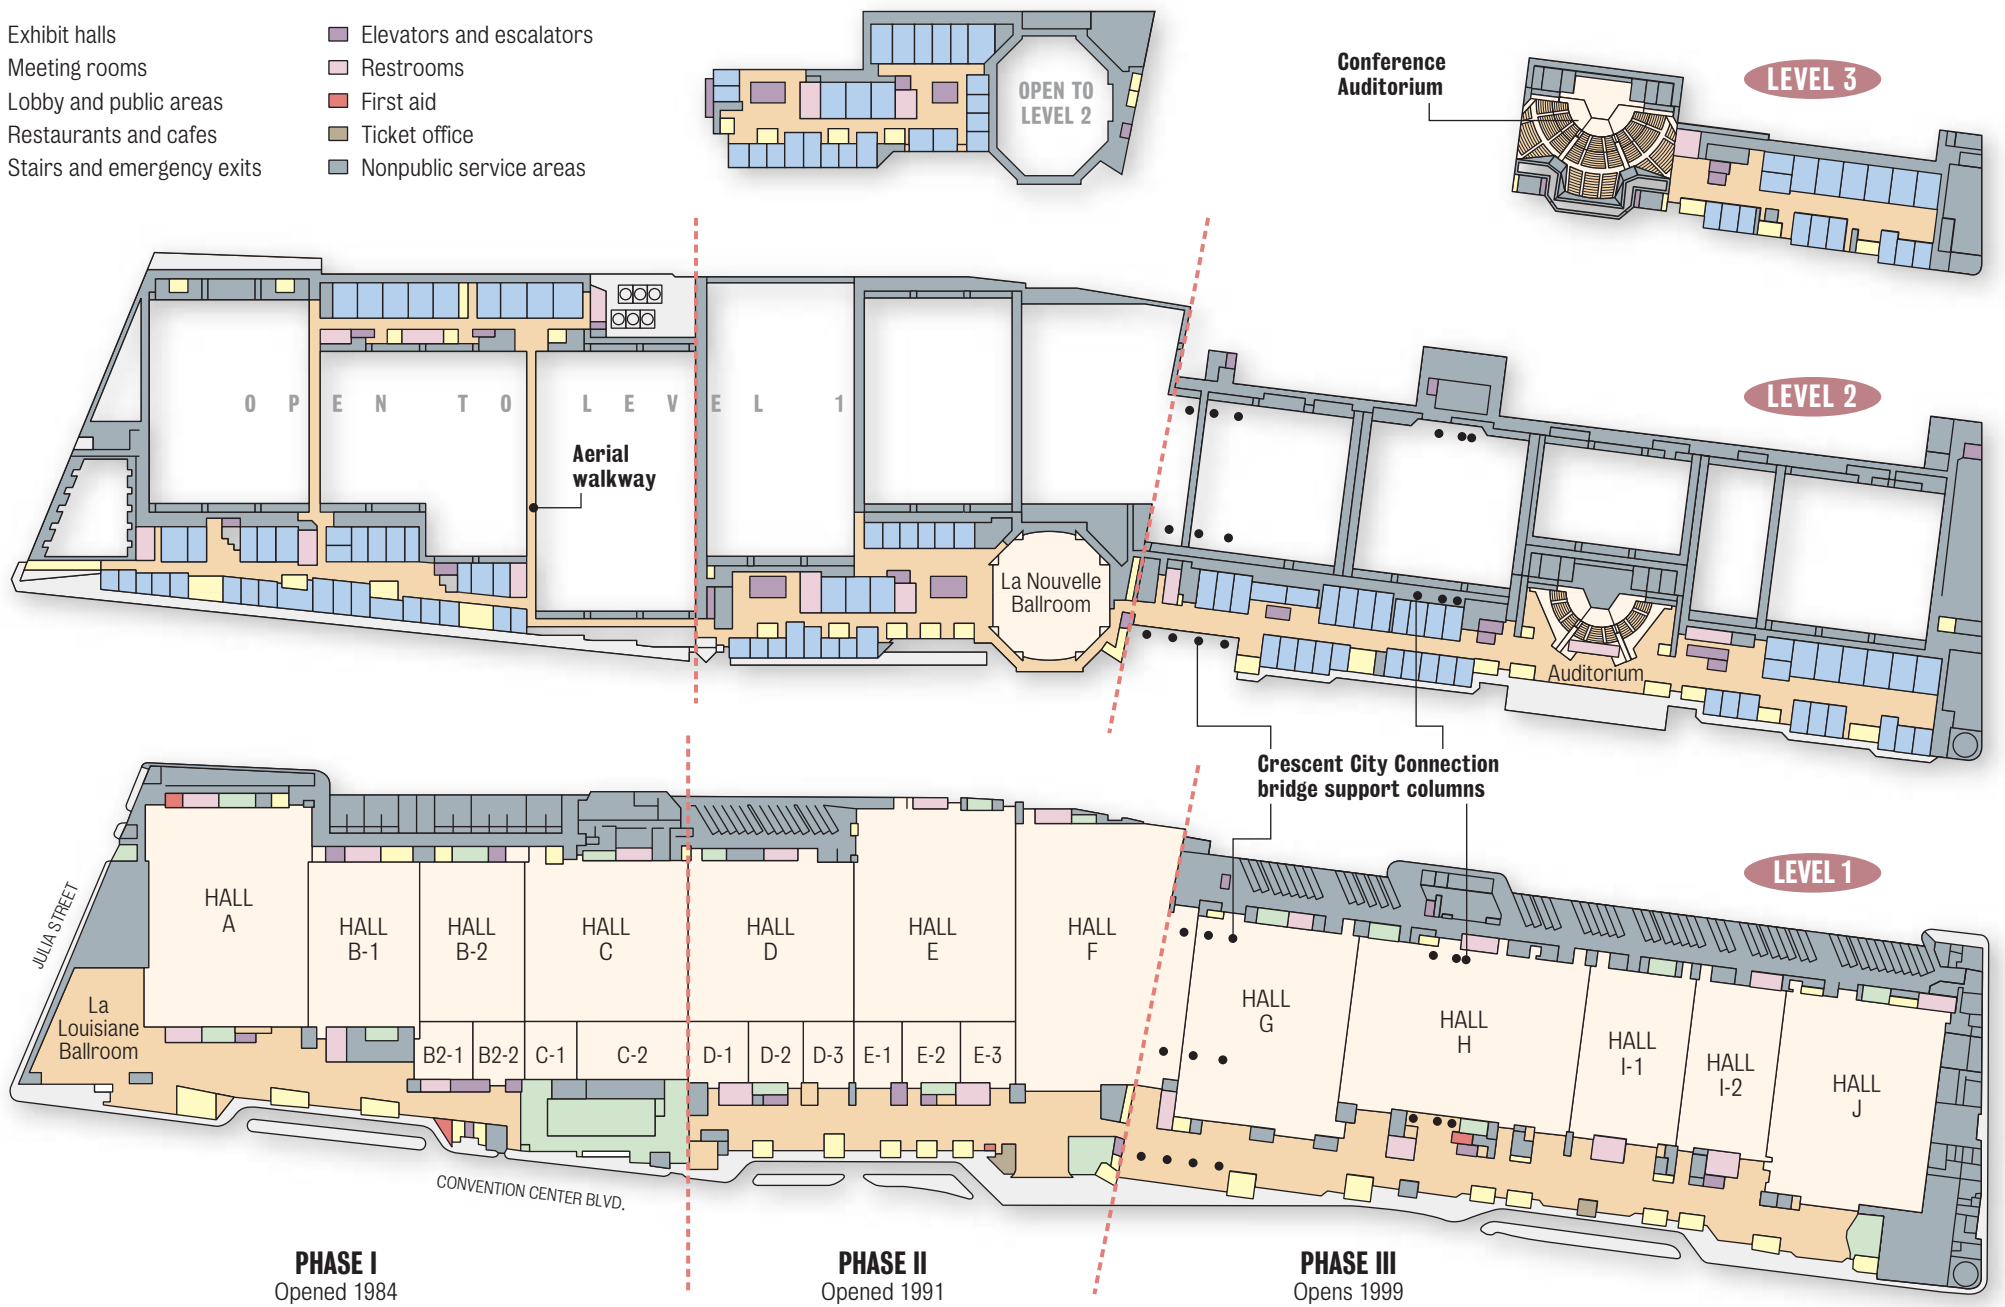 Exhibit halls
Meeting rooms
Lobby and public areas
Restaurants and cafes
Stairs and emergency exits
Elevators and escalators
Restrooms
First aid
Ticket office
Nonpublic service areas
OPEN TO
LEVEL 2
Conference
Auditorium
LEVEL 3
OPEN TO LEVEL 1
Aerial
walkway
La Nouvelle
Ballroom
LEVEL 2
Auditorium
Crescent City Connection
bridge support columns
LEVEL 1
JULIA STREET
La
Louisiane
Ballroom
HALL
A
HALL
B-1
HALL
B-2
HALL
C
HALL
D
HALL
E
HALL
F
HALL
G
HALL
H
HALL
I-1
HALL
I-2
HALL
J
B2-1
B2-2
C-1
C-2
D-1
D-2
D-3
E-1
E-2
E-3
CONVENTION CENTER BLVD.
PHASE I
Opened 1984
PHASE II
Opened 1991
PHASE III
Opens 1999